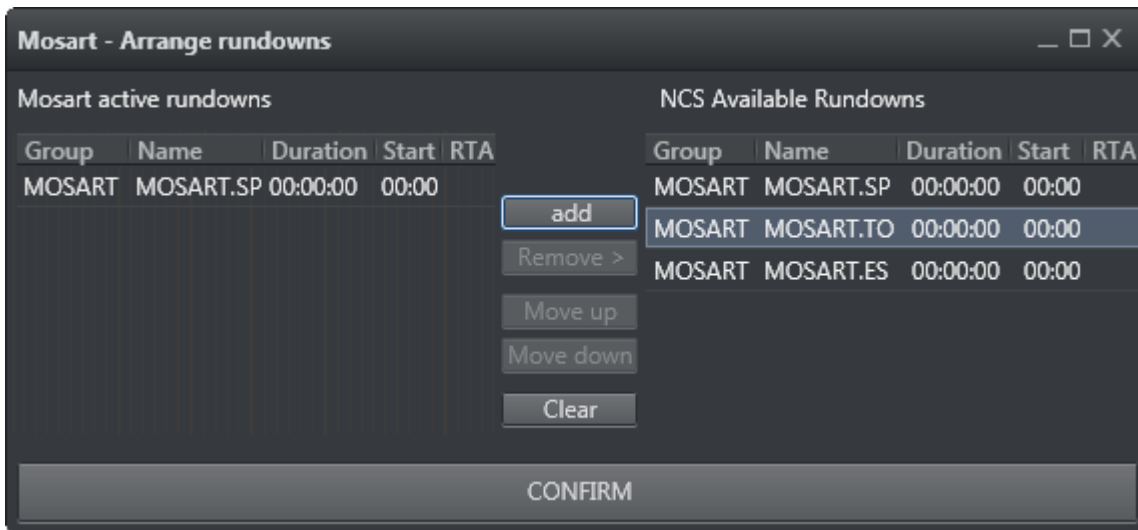 Mosart - Arrange rundowns
Mosart active rundowns
Group Name Duration Start RTA
MOSART MOSART.SP 00:00:00 00:00
add
Remove >
Move up
Move down
Clear
NCS Available Rundowns
Group Name Duration Start RTA
MOSART MOSART.SP 00:00:00 00:00
MOSART MOSART.TO 00:00:00 00:00
MOSART MOSART.ES 00:00:00 00:00
CONFIRM